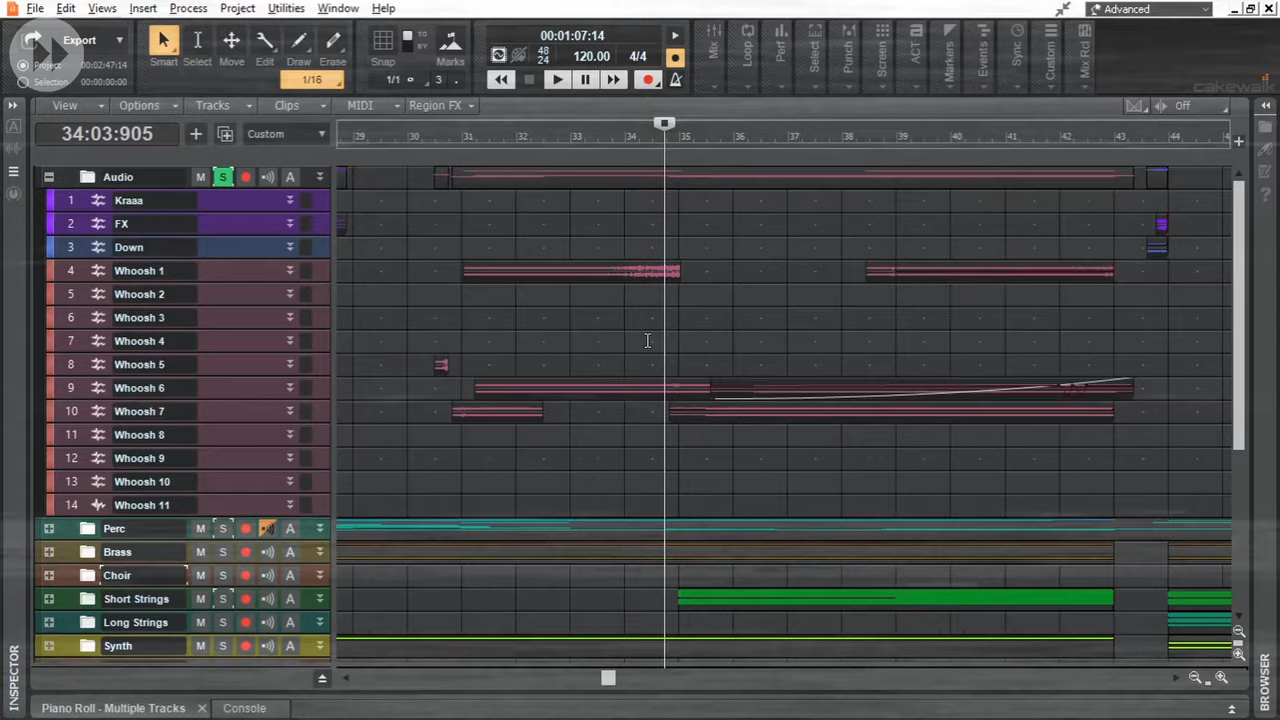 File Edit Views Insert Process Project Utilities Window Help
Advanced
Export
Project 00:02:47:14
Selection 00:00:00:00
Smart Select Move Edit Draw Erase Snap Marks
TO
BY
1/16
1/1
3
00:01:07:14
48
24
120.00 4/4
Mix Loop Perf Select Punch Screen ACT Markers Events Sync Custom Mix Rcl
cakewalk
View Options Tracks Clips MIDI Region FX Off
34:03:905 Custom
29 30 31 32 33 34 35 36 37 38 39 40 41 42 43 44
Audio M S A
1 Kraaa
2 FX
3 Down
4 Whoosh 1
5 Whoosh 2
6 Whoosh 3
7 Whoosh 4
8 Whoosh 5
9 Whoosh 6
10 Whoosh 7
11 Whoosh 8
12 Whoosh 9
13 Whoosh 10
14 Whoosh 11
Perc M S A
Brass M S A
Choir M S A
Short Strings M S A
Long Strings M S A
Synth M S A
INSPECTOR
BROWSER
Piano Roll - Multiple Tracks Console